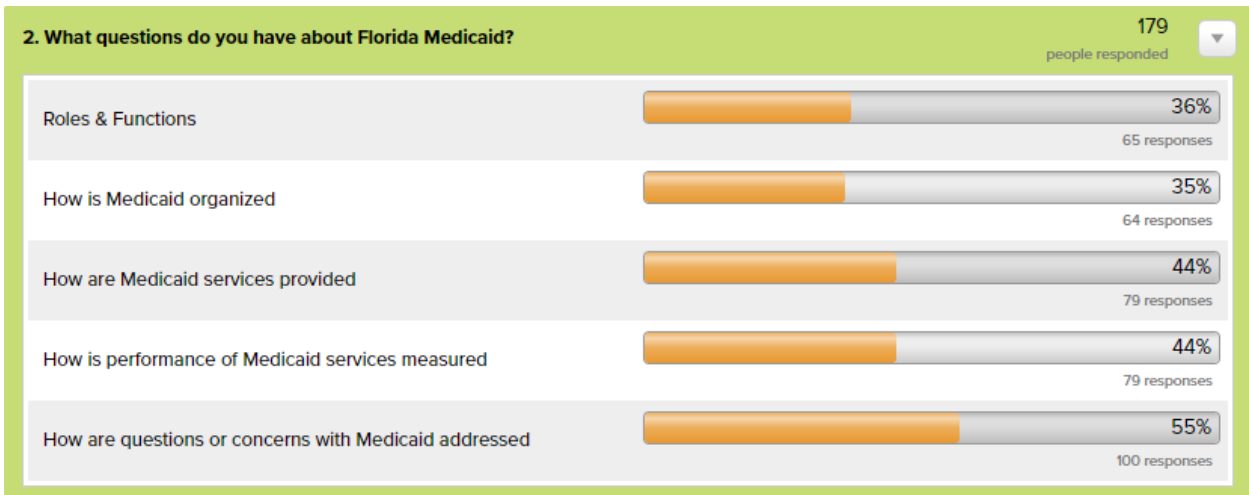 2. What questions do you have about Florida Medicaid?
179
people responded
Roles & Functions
36%
65 responses
How is Medicaid organized
35%
64 responses
How are Medicaid services provided
44%
79 responses
How is performance of Medicaid services measured
44%
79 responses
How are questions or concerns with Medicaid addressed
55%
100 responses